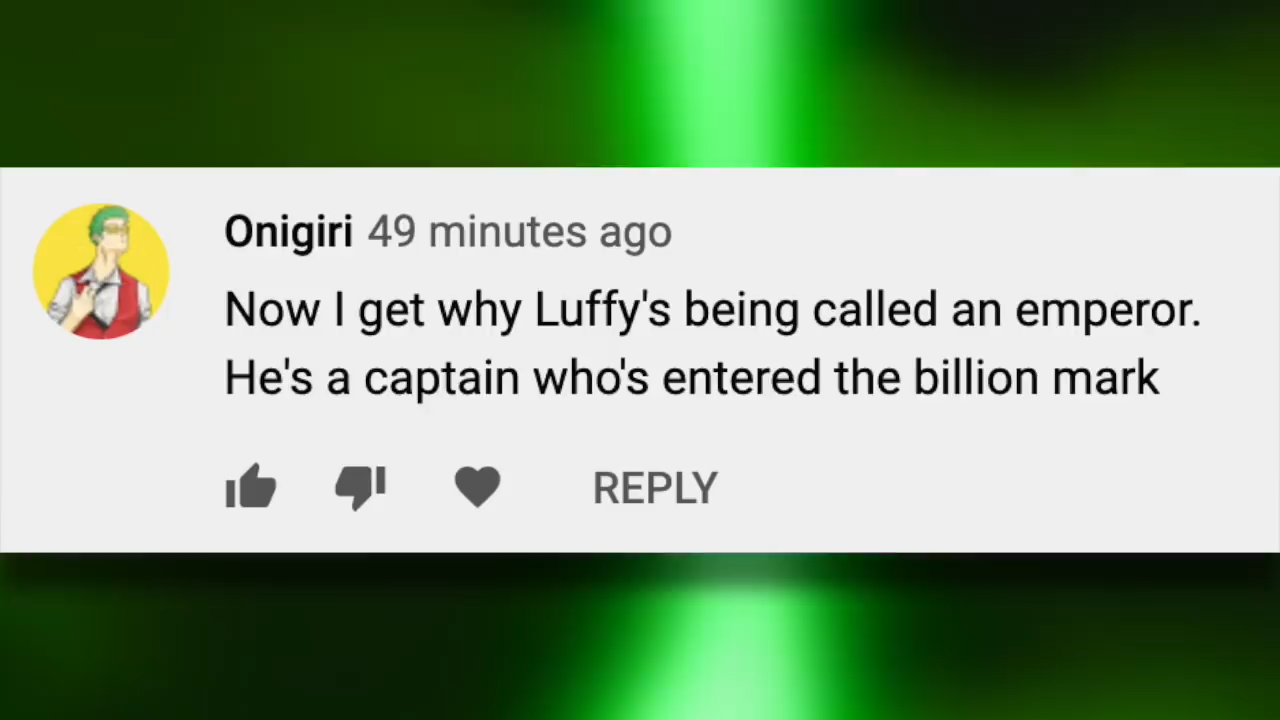 Onigiri 49 minutes ago
Now I get why Luffy's being called an emperor.
He's a captain who's entered the billion mark
REPLY